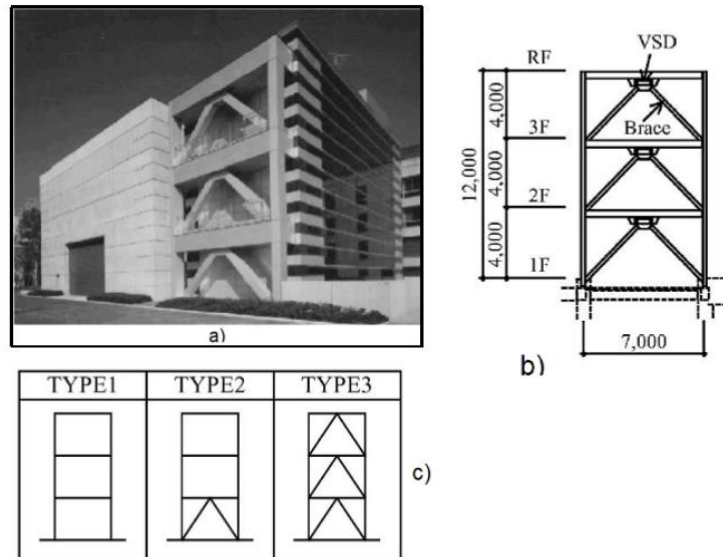 a)
VSD
RF
4,000
Brace
3F
12,000
4,000
2F
4,000
1F
7,000
b)
TYPE1 TYPE2 TYPE3
c)